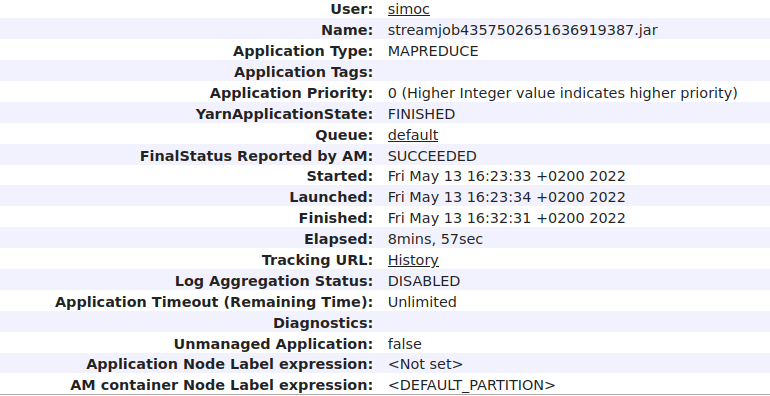 User: simoc
Name: streamjob4357502651636919387.jar
Application Type: MAPREDUCE
Application Tags:
Application Priority: 0 (Higher Integer value indicates higher priority)
YarnApplicationState: FINISHED
Queue: default
FinalStatus Reported by AM: SUCCEEDED
Started: Fri May 13 16:23:33 +0200 2022
Launched: Fri May 13 16:23:34 +0200 2022
Finished: Fri May 13 16:32:31 +0200 2022
Elapsed: 8mins, 57sec
Tracking URL: History
Log Aggregation Status: DISABLED
Application Timeout (Remaining Time): Unlimited
Diagnostics:
Unmanaged Application: false
Application Node Label expression: <Not set>
AM container Node Label expression: <DEFAULT_PARTITION>